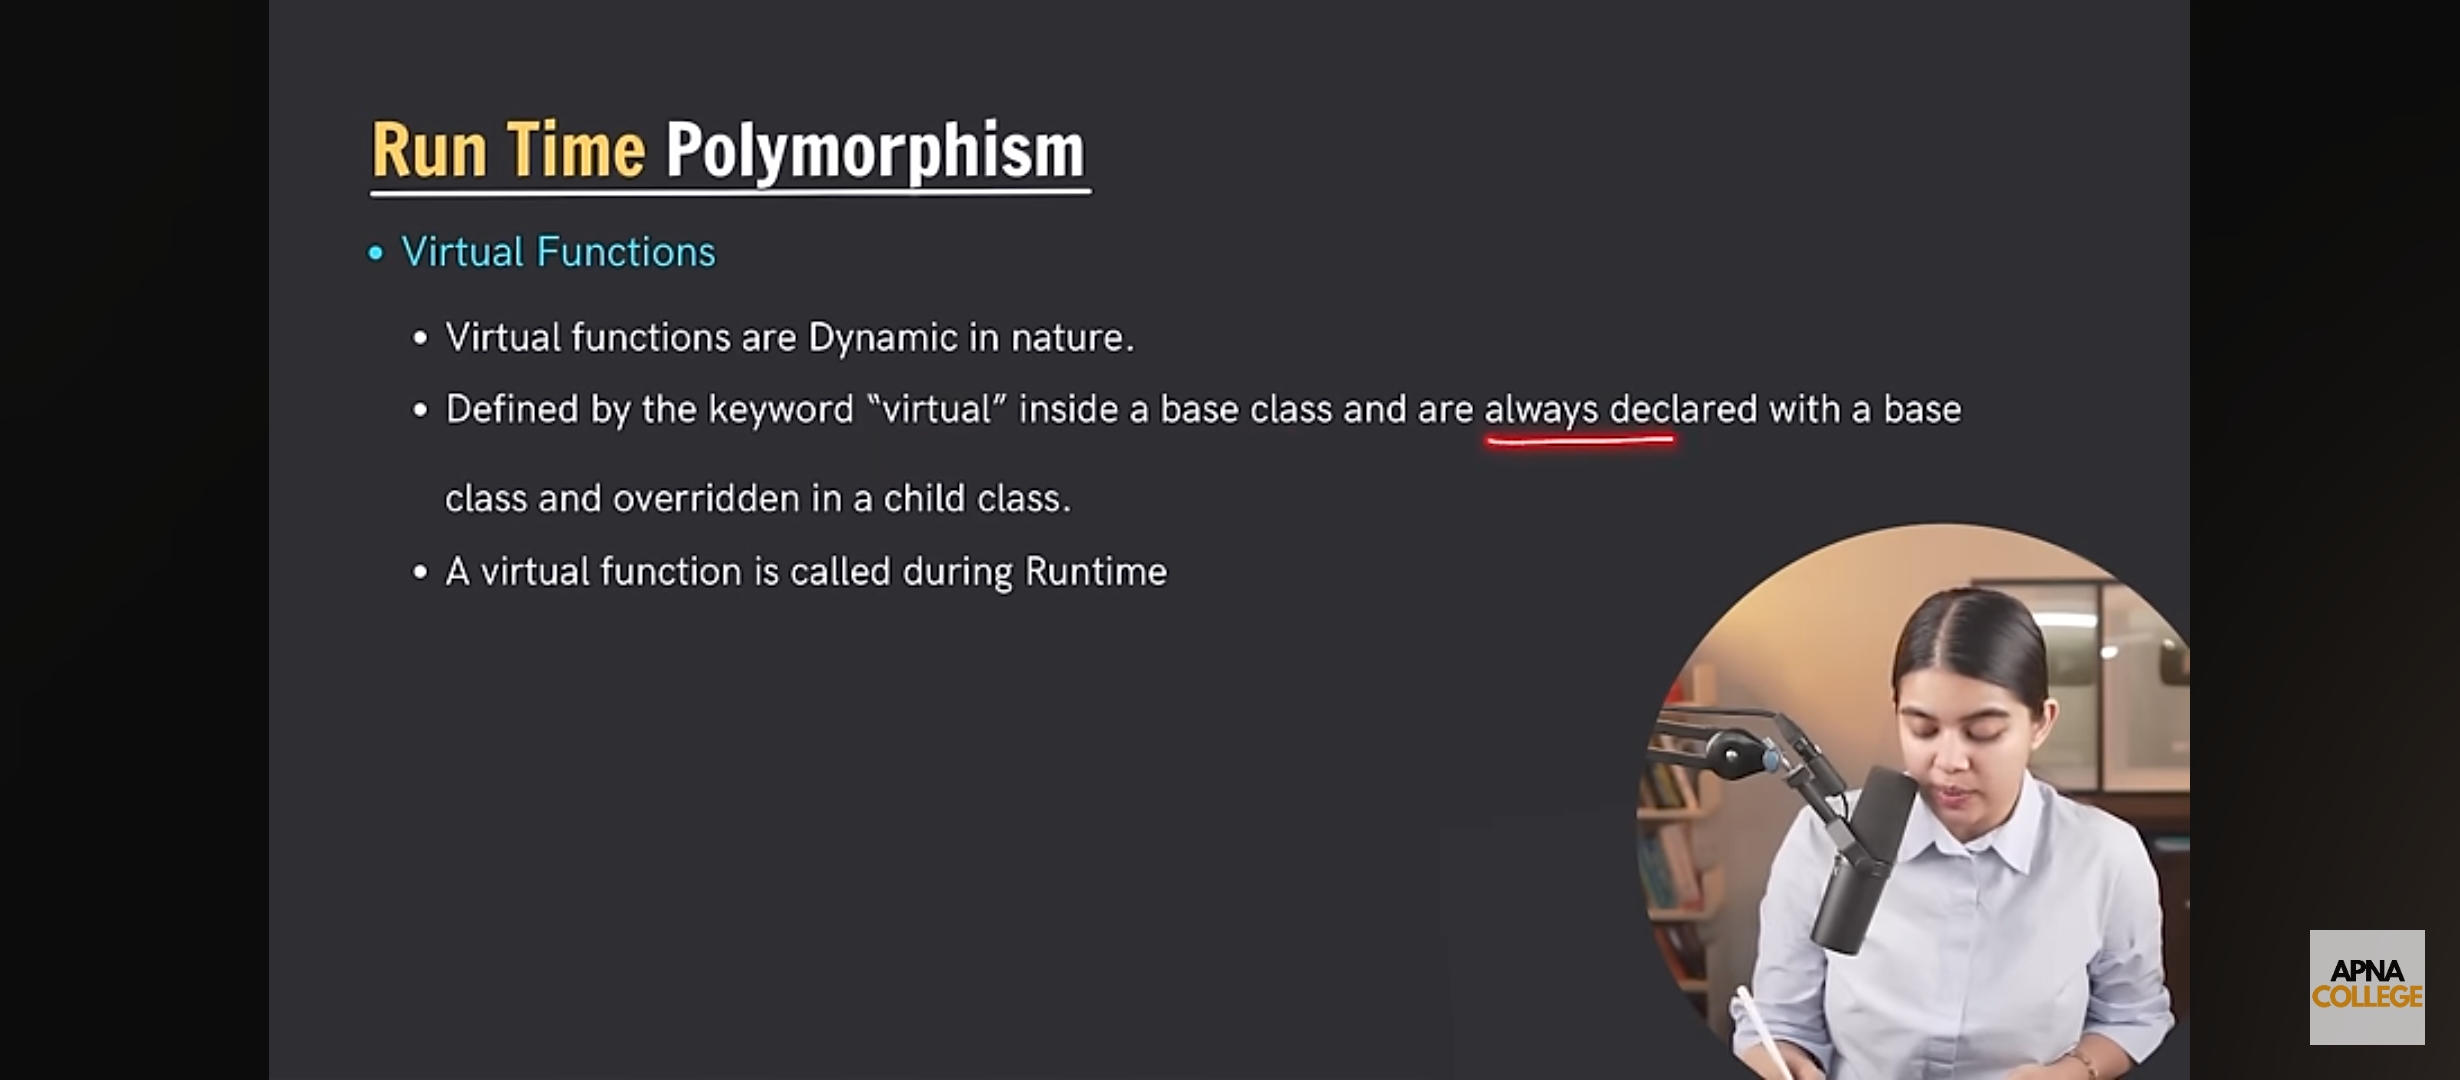 Run Time Polymorphism
• Virtual Functions
• Virtual functions are Dynamic in nature.
• Defined by the keyword “virtual” inside a base class and are always declared with a base
class and overridden in a child class.
• A virtual function is called during Runtime
APNA
COLLEGE